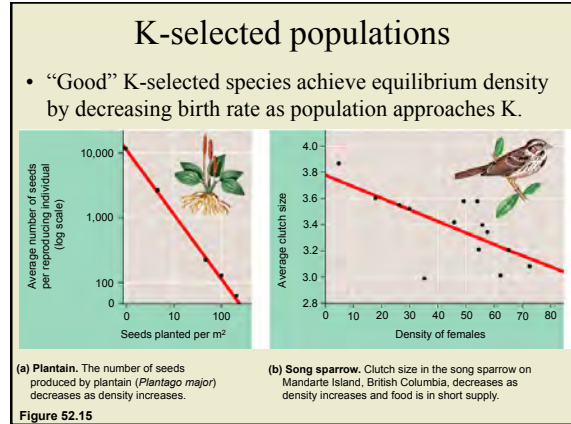 K-selected populations
• “Good” K-selected species achieve equilibrium density
by decreasing birth rate as population approaches K.
Average number of seeds
per reproducing individual
(log scale)
10,000
1,000
100
0
0 10 100
Seeds planted per m²
Average clutch size
4.0
3.8
3.6
3.4
3.2
3.0
2.8
0 10 20 30 40 50 60 70 80
Density of females
(a) Plantain. The number of seeds
produced by plantain (Plantago major)
decreases as density increases.
(b) Song sparrow. Clutch size in the song sparrow on
Mandarte Island, British Columbia, decreases as
density increases and food is in short supply.
Figure 52.15